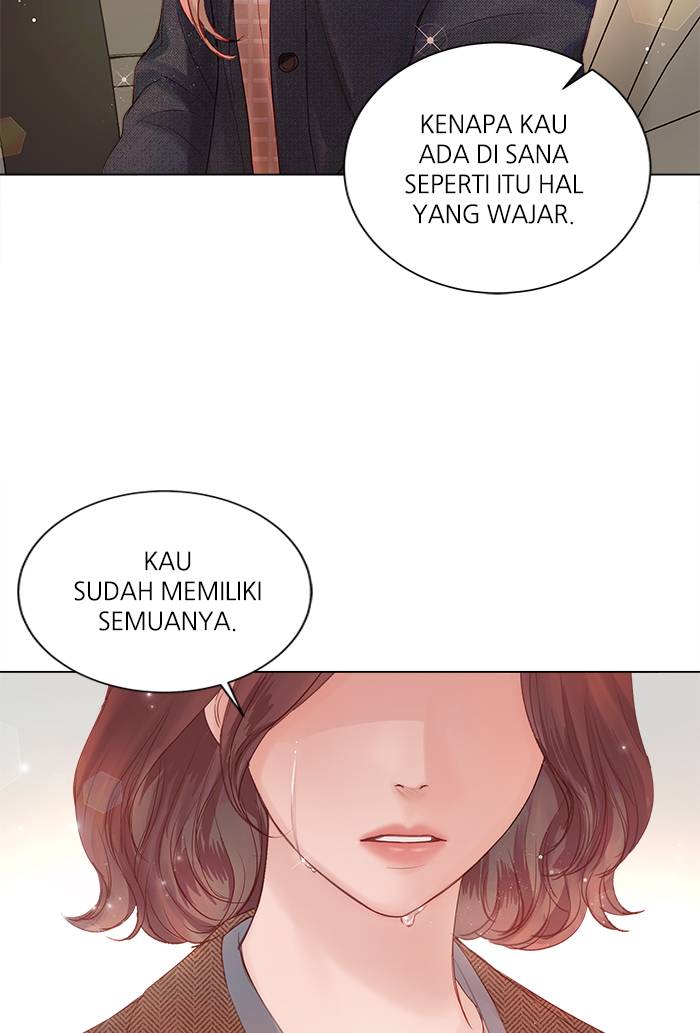 KENAPA KAU
ADA DI SANA
SEPERTI ITU HAL
YANG WAJAR.
KAU
SUDAH MEMILIKI
SEMUANYA.